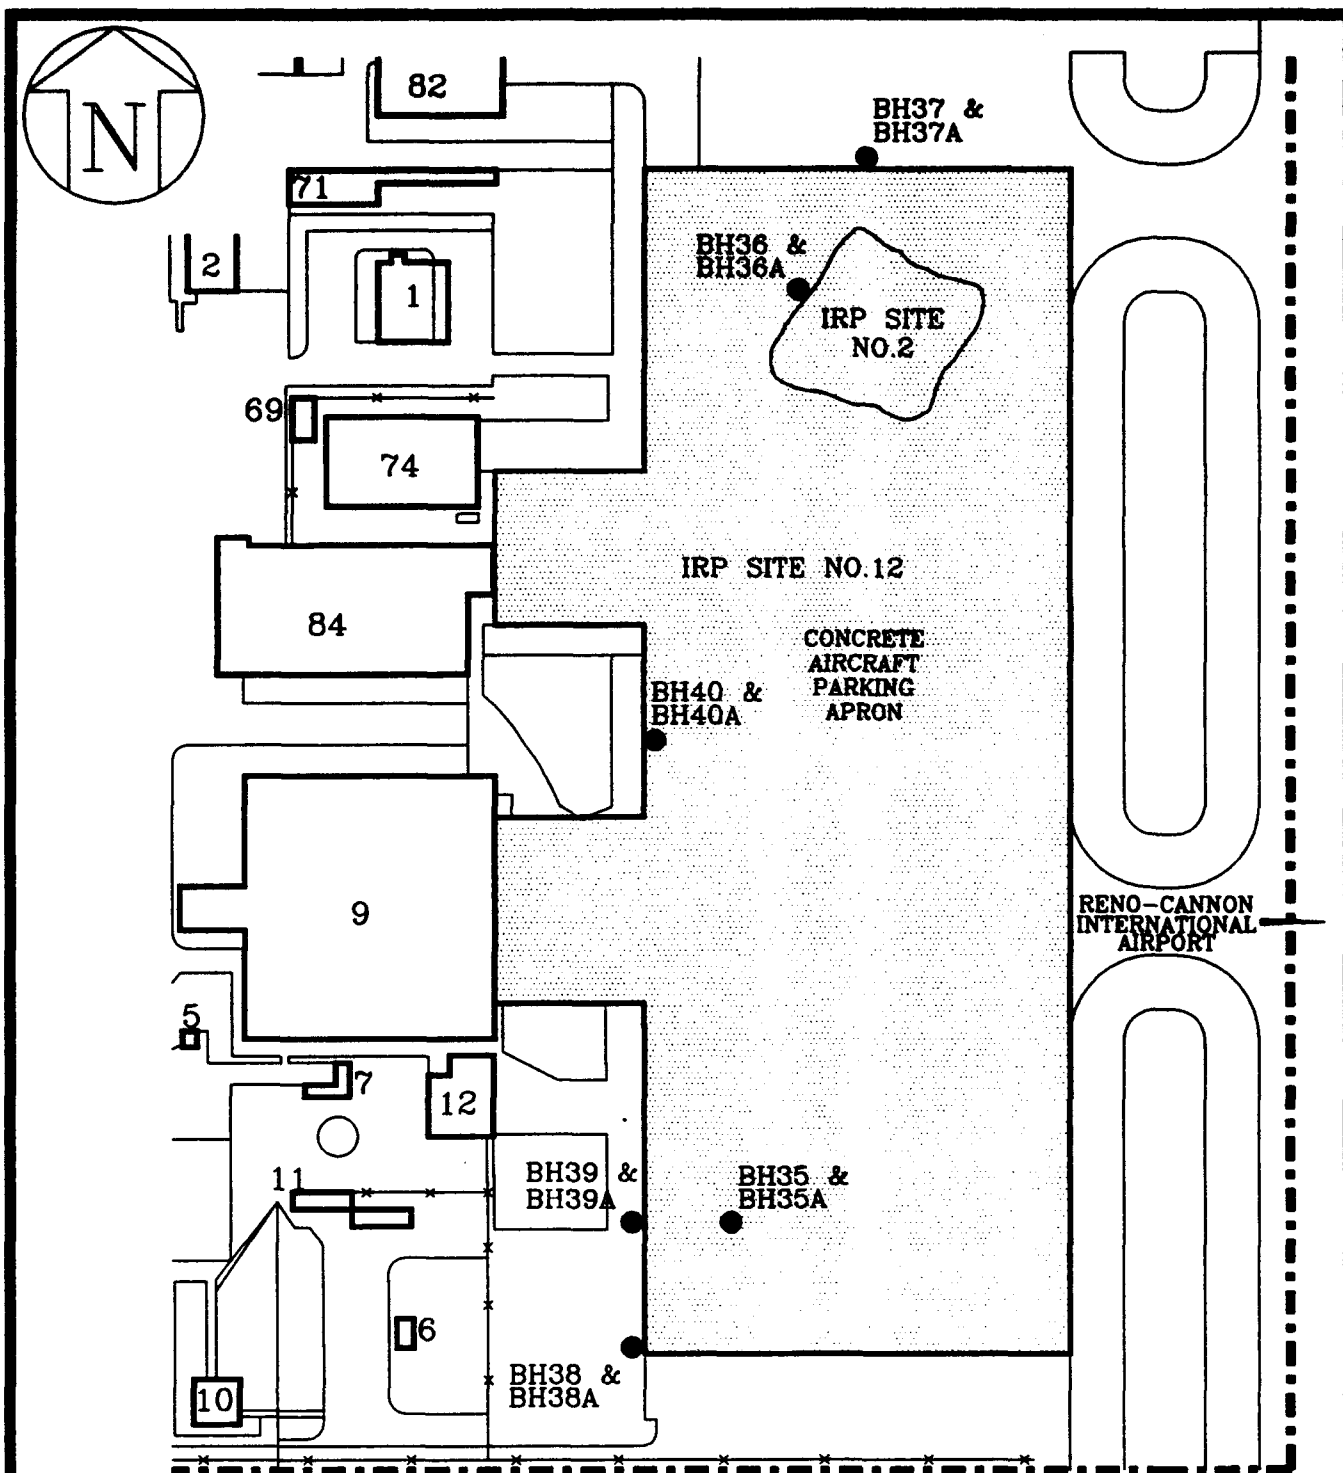 N
82
BH37 &
BH37A
71
2
1
BH36 &
BH36A
IRP SITE
NO.2
69
74
IRP SITE NO.12
84
CONCRETE
AIRCRAFT
PARKING
APRON
BH40 &
BH40A
9
RENO-CANNON
INTERNATIONAL
AIRPORT
5
7
12
11
BH39 &
BH39A
BH35 &
BH35A
6
BH38 &
BH38A
10